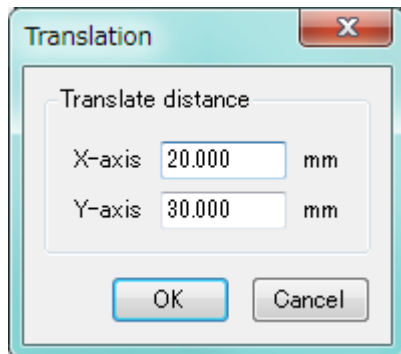 Translation
Translate distance
X-axis 20.000 mm
Y-axis 30.000 mm
OK Cancel